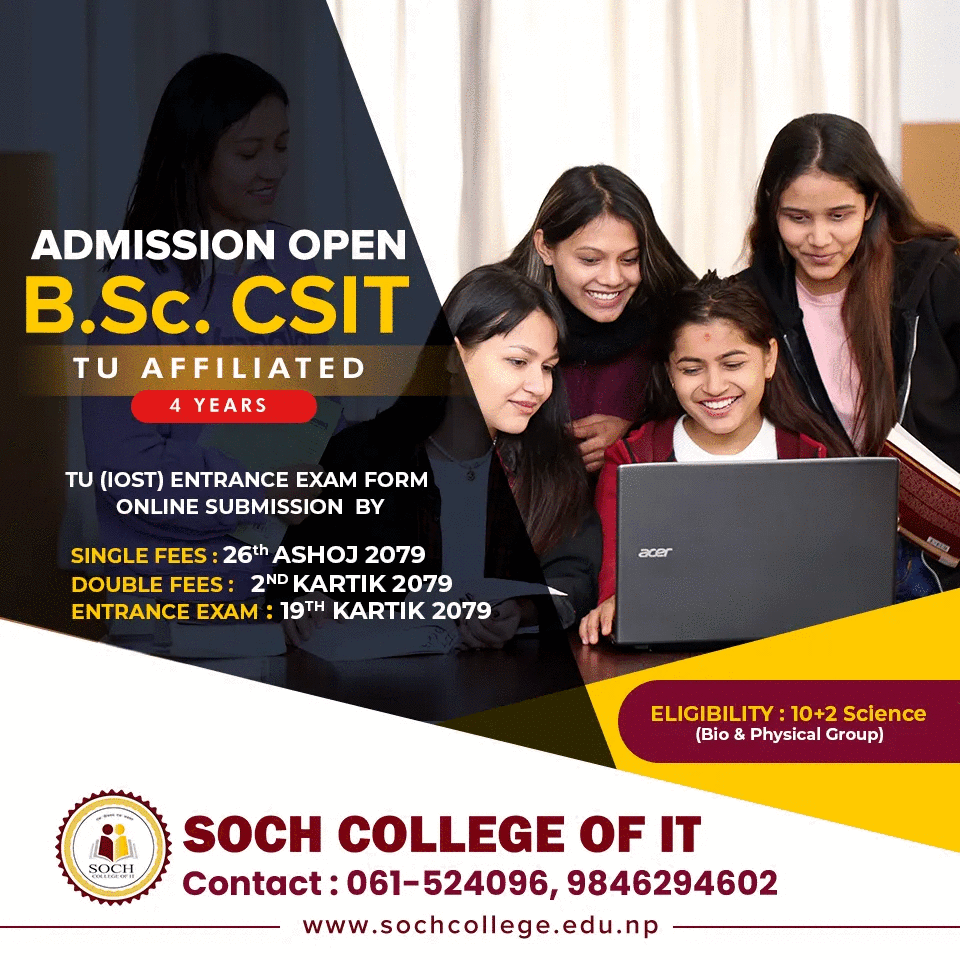 ADMISSION OPEN
B.Sc. CSIT
TU AFFILIATED
4 YEARS
TU (IOST) ENTRANCE EXAM FORM
ONLINE SUBMISSION BY
SINGLE FEES : 26th ASHOJ 2079
DOUBLE FEES : 2ND KARTIK 2079
ENTRANCE EXAM : 19TH KARTIK 2079
acer
ELIGIBILITY : 10+2 Science
(Bio & Physical Group)
SOCH
COLLEGE OF IT
SOCH COLLEGE OF IT
Contact : 061-524096, 9846294602
www.sochcollege.edu.np